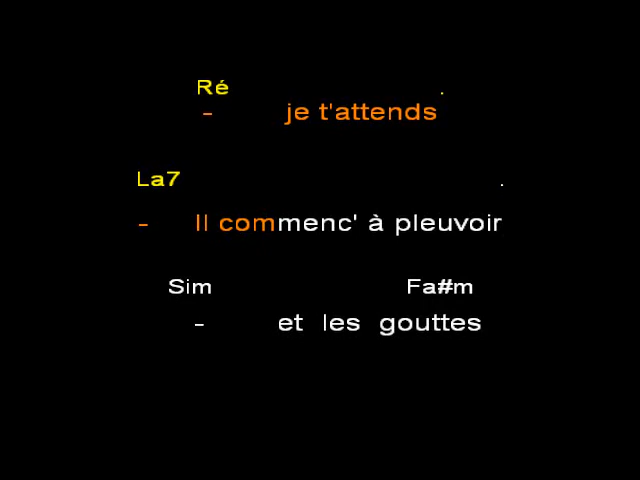 Ré .
- je t'attends
La7 .
- Il commenc' à pleuvoir
Sim Fa#m
- et les gouttes